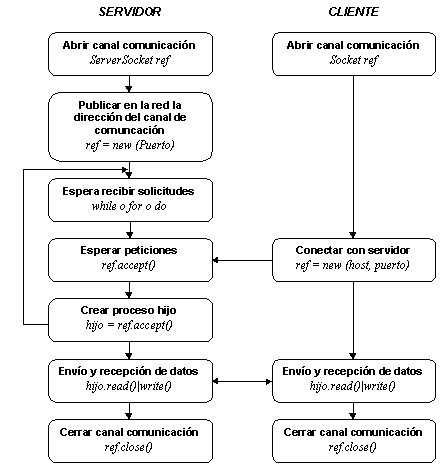 SERVIDOR
CLIENTE
Abrir canal comunicación
ServerSocket ref
Abrir canal comunicación
Socket ref
Publicar en la red la
dirección del canal de
comuncación
ref = new (Puerto)
Espera recibir solicitudes
while o for o do
Esperar peticiones
ref.accept()
Conectar con servidor
ref = new (host, puerto)
Crear proceso hijo
hijo = ref.accept()
Envío y recepción de datos
hijo.read()|write()
Envío y recepción de datos
hijo.read()|write()
Cerrar canal comunicación
ref.close()
Cerrar canal comunicación
ref.close()